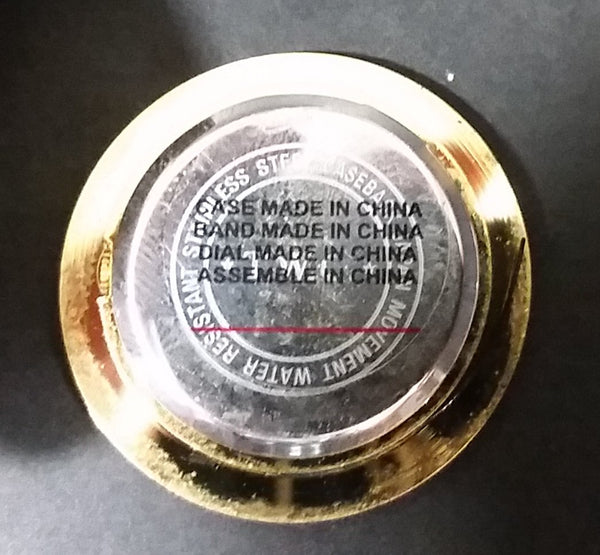 CASE MADE IN CHINA
BAND MADE IN CHINA
DIAL MADE IN CHINA
ASSEMBLE IN CHINA
MOVEMENT WATER RESISTANT STAINLESS STEEL